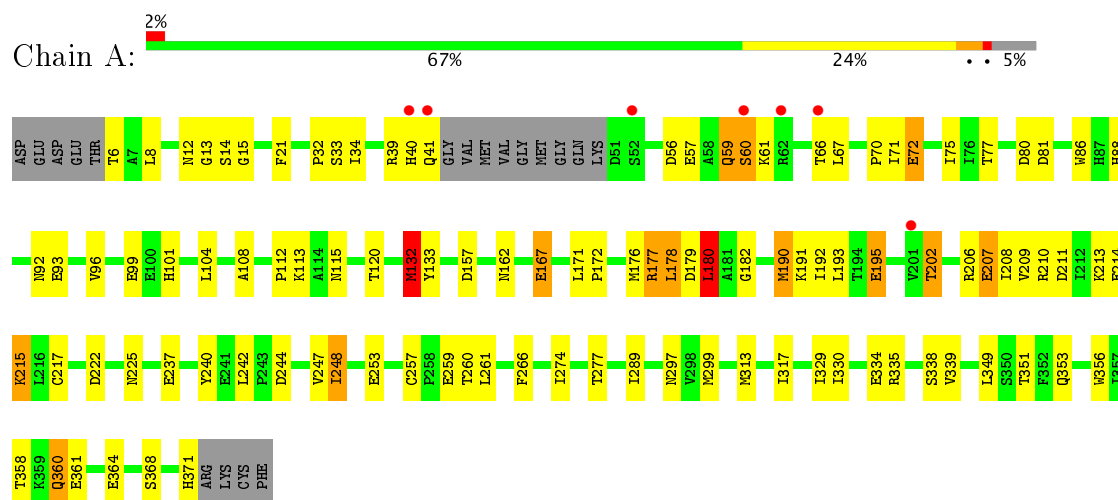 2%
Chain A:
67% 24% • • 5%
ASP GLU ASP GLU THR T6 A7 L8 N12 G13 S14 G15 F21 P32 S33 I34 R39 H40 Q41 GLY VAL MET VAL GLY MET GLY GLN LYS D51 S52 D56 E57 A58 Q59 S60 K61 R62 T66 L67 P70 I71 E72 I75 I76 T77 D80 D81 W86 H87 H88
N92 E93 V96 E99 E100 H101 L104 A108 P112 K113 A114 N115 T120 M132 Y133 D157 N162 E167 L171 P172 M176 R177 L178 D179 L180 A181 G182 M190 K191 I192 L193 T194 E195 V201 T202 R206 E207 I208 V209 R210 D211 I212 K213
K215 L216 C217 D222 N225 E237 Y240 E241 L242 P243 D244 V247 I248 E253 C257 P258 E259 T260 L261 F266 I274 T277 I289 N297 V298 M299 M313 I317 I329 I330 E334 R335 S338 V339 L349 S350 T351 F352 Q353 W356
T358 K359 Q360 E361 E364 S368 H371 ARG LYS CYS PHE